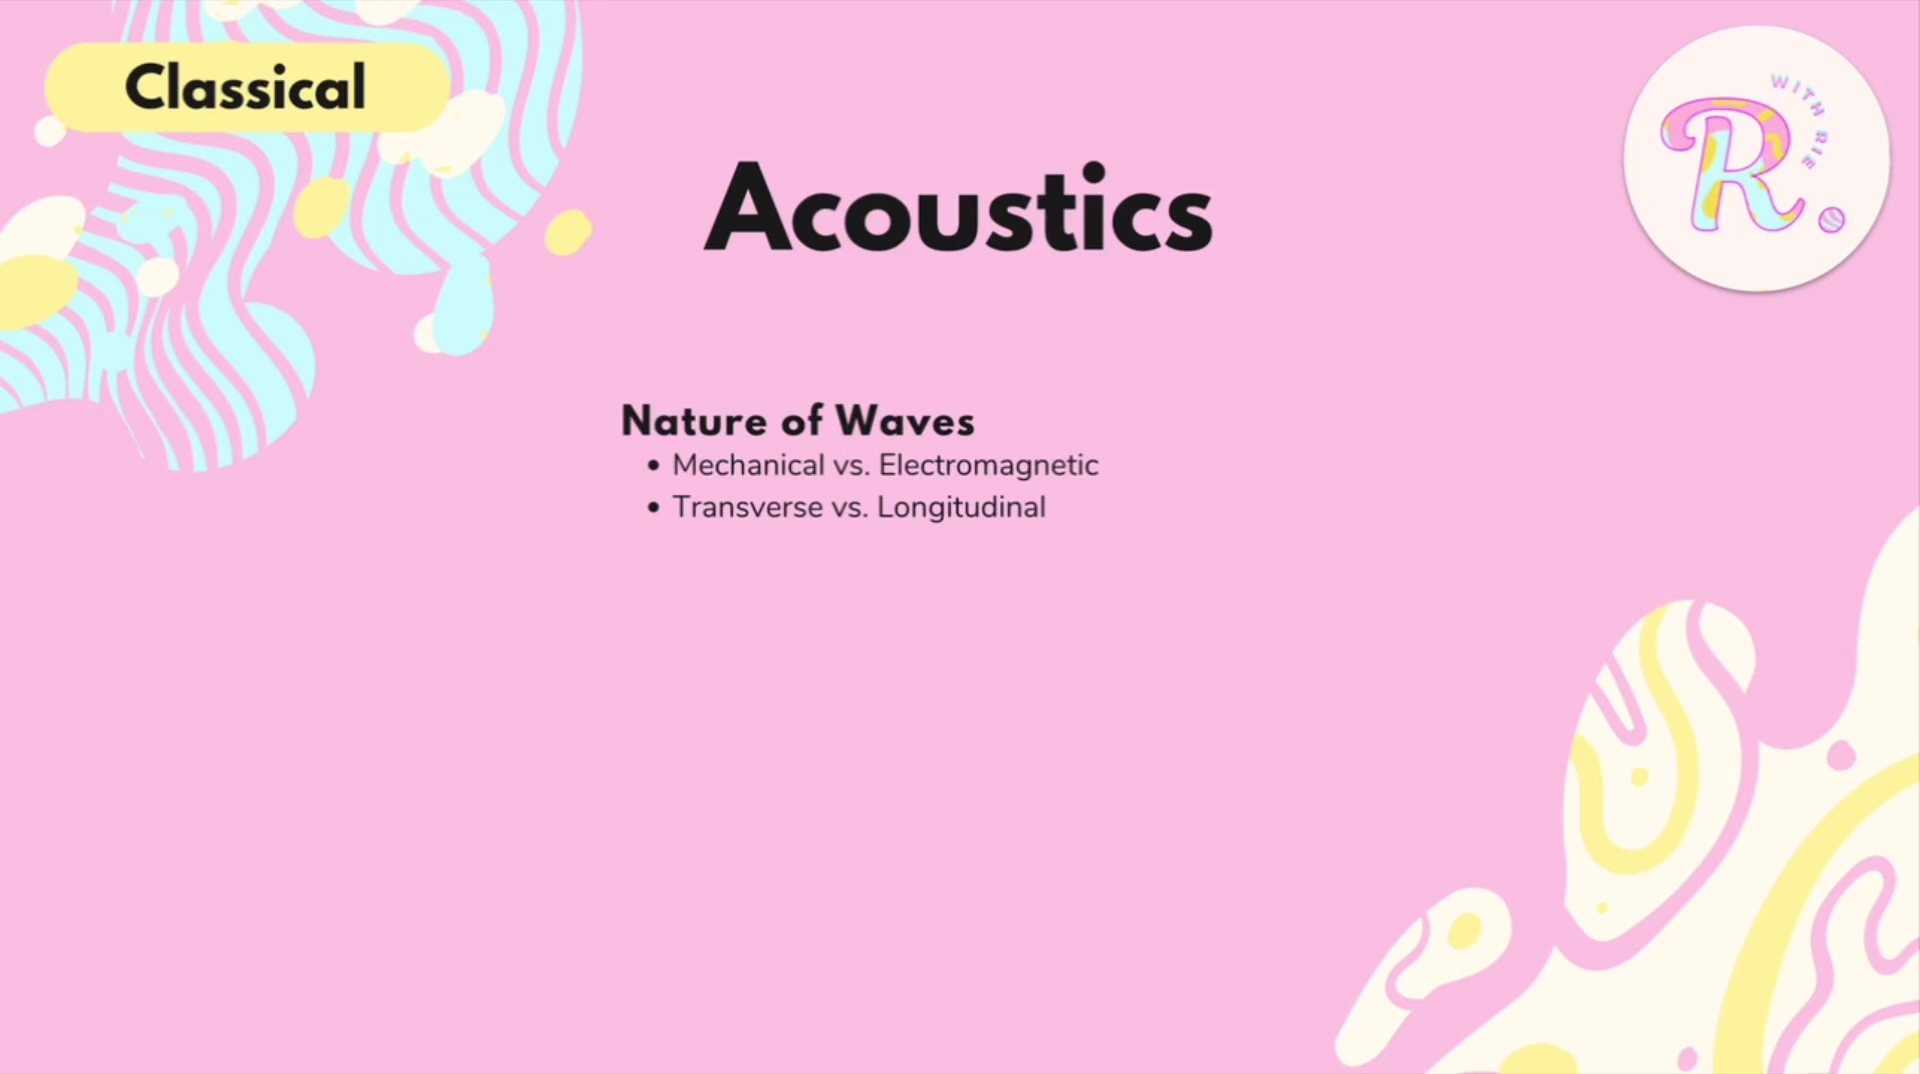 Classical
WITH RIE
R.
Acoustics
Nature of Waves
• Mechanical vs. Electromagnetic
• Transverse vs. Longitudinal